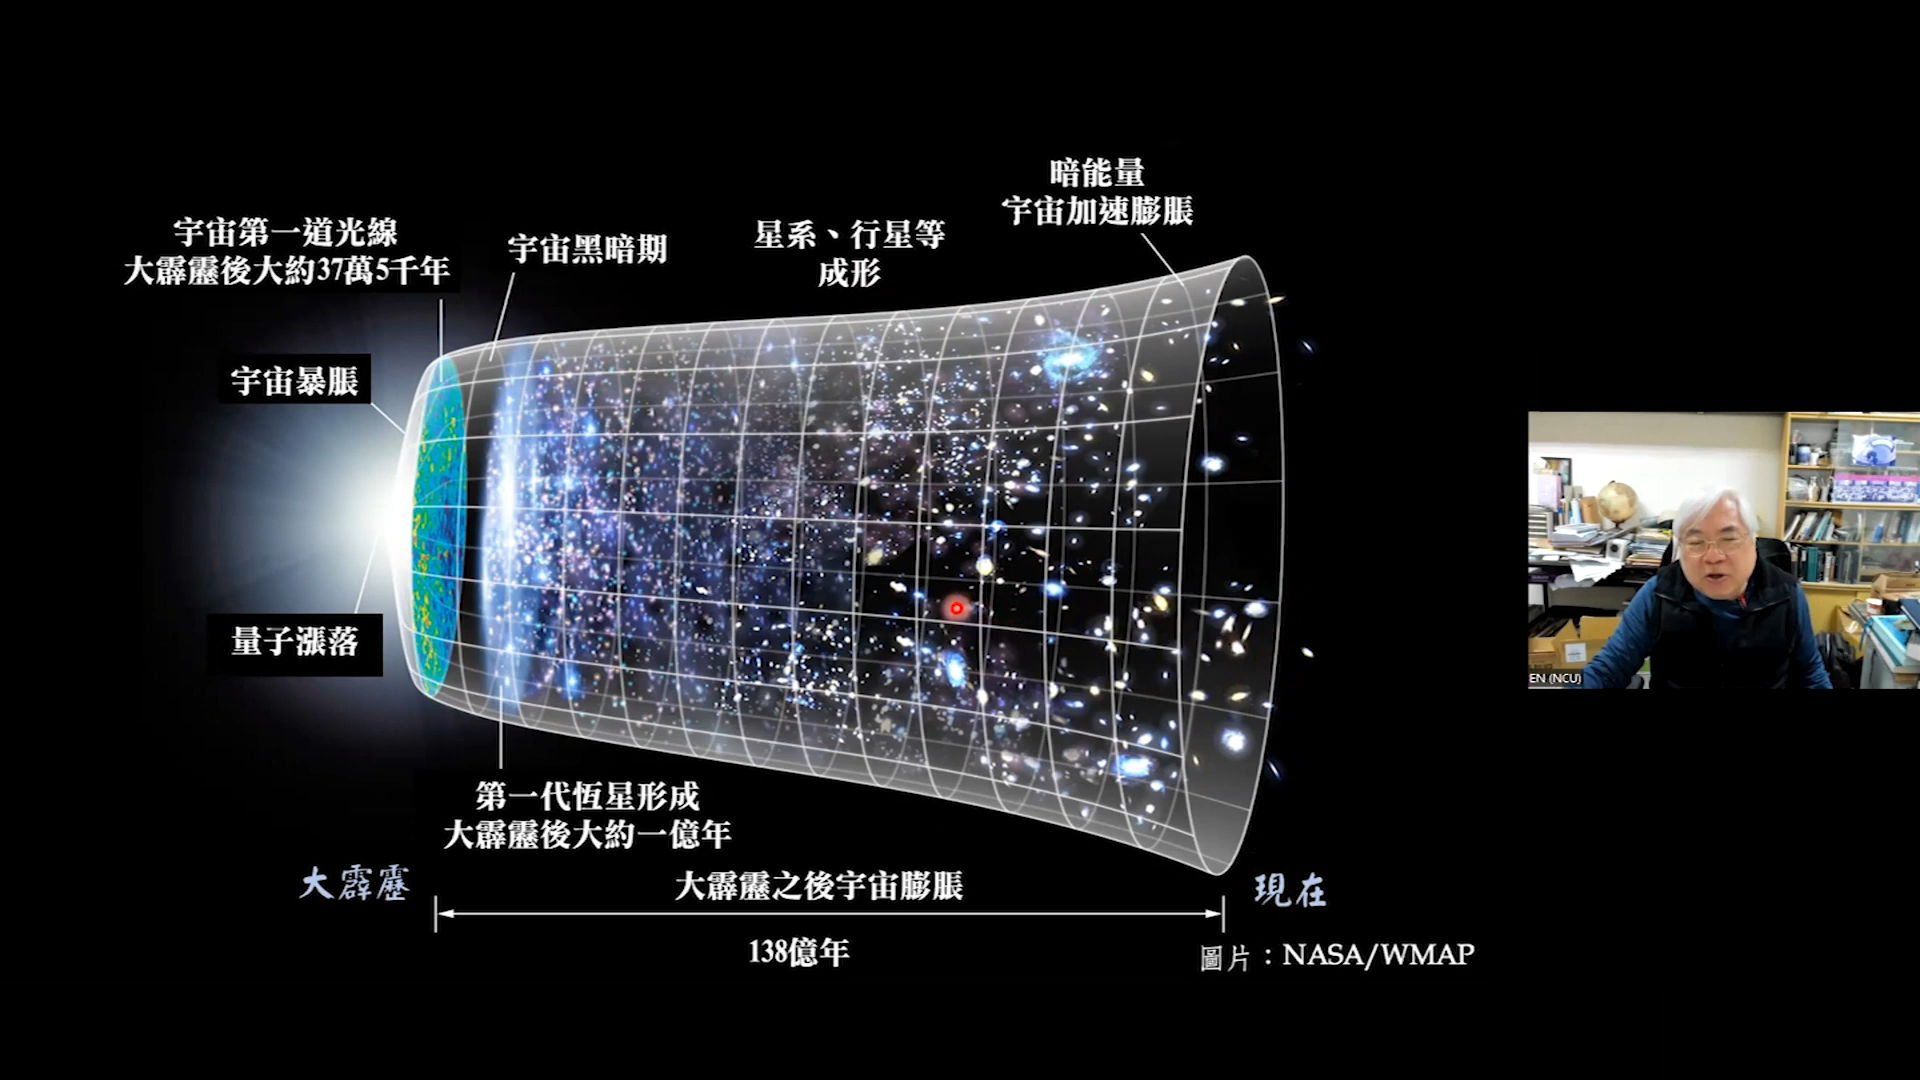 暗能量
宇宙加速膨脹
宇宙第一道光線
大霹靂後大約37萬5千年
宇宙黑暗期
星系、行星等
成形
宇宙暴脹
量子漲落
第一代恆星形成
大霹靂後大約一億年
大霹靂
大霹靂之後宇宙膨脹
現在
138億年
圖片：NASA/WMAP
EN (NCU)